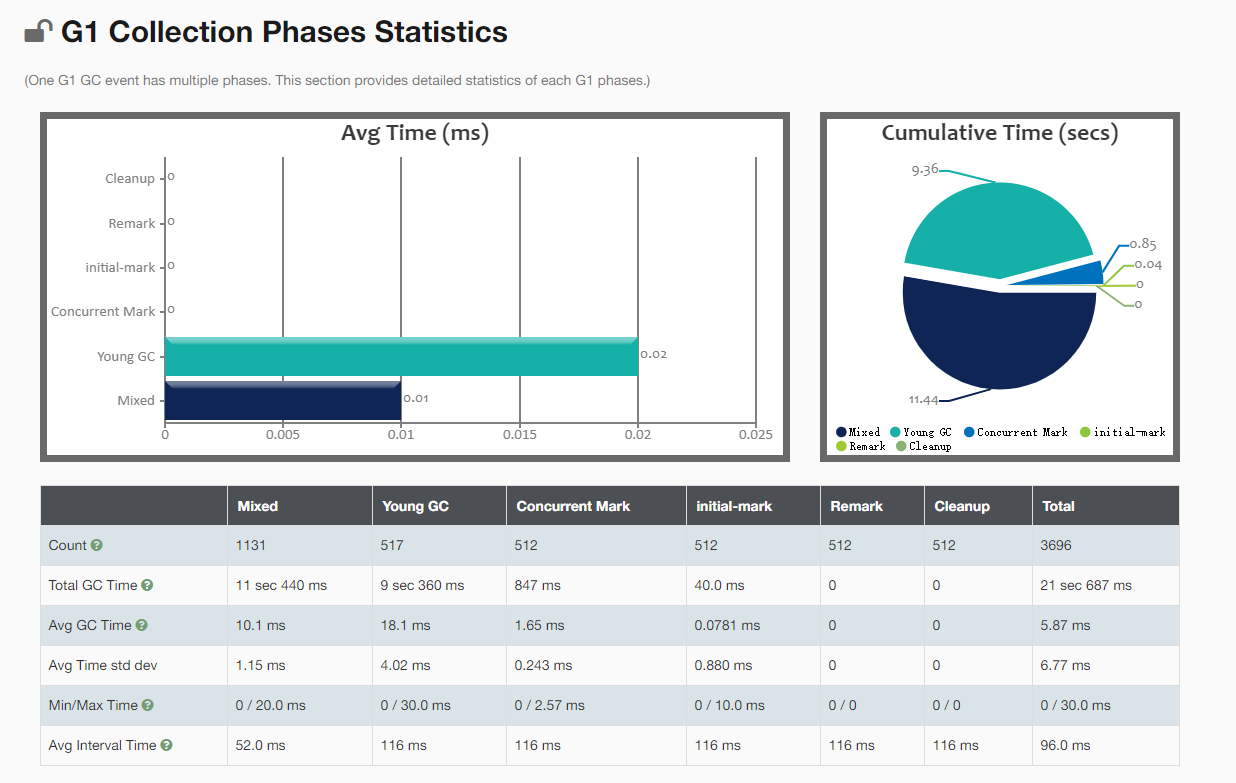 G1 Collection Phases Statistics
(One G1 GC event has multiple phases. This section provides detailed statistics of each G1 phases.)
Avg Time (ms)
Cleanup 0
Remark 0
initial-mark 0
Concurrent Mark 0
Young GC 0.02
Mixed 0.01
0 0.005 0.01 0.015 0.02 0.025
Cumulative Time (secs)
9.36
0.85
0.04
0
0
11.44
Mixed Young GC Concurrent Mark initial-mark
Remark Cleanup
Mixed Young GC Concurrent Mark initial-mark Remark Cleanup Total
Count 1131 517 512 512 512 512 3696
Total GC Time 11 sec 440 ms 9 sec 360 ms 847 ms 40.0 ms 0 0 21 sec 687 ms
Avg GC Time 10.1 ms 18.1 ms 1.65 ms 0.0781 ms 0 0 5.87 ms
Avg Time std dev 1.15 ms 4.02 ms 0.243 ms 0.880 ms 0 0 6.77 ms
Min/Max Time 0 / 20.0 ms 0 / 30.0 ms 0 / 2.57 ms 0 / 10.0 ms 0 / 0 0 / 0 0 / 30.0 ms
Avg Interval Time 52.0 ms 116 ms 116 ms 116 ms 116 ms 116 ms 96.0 ms